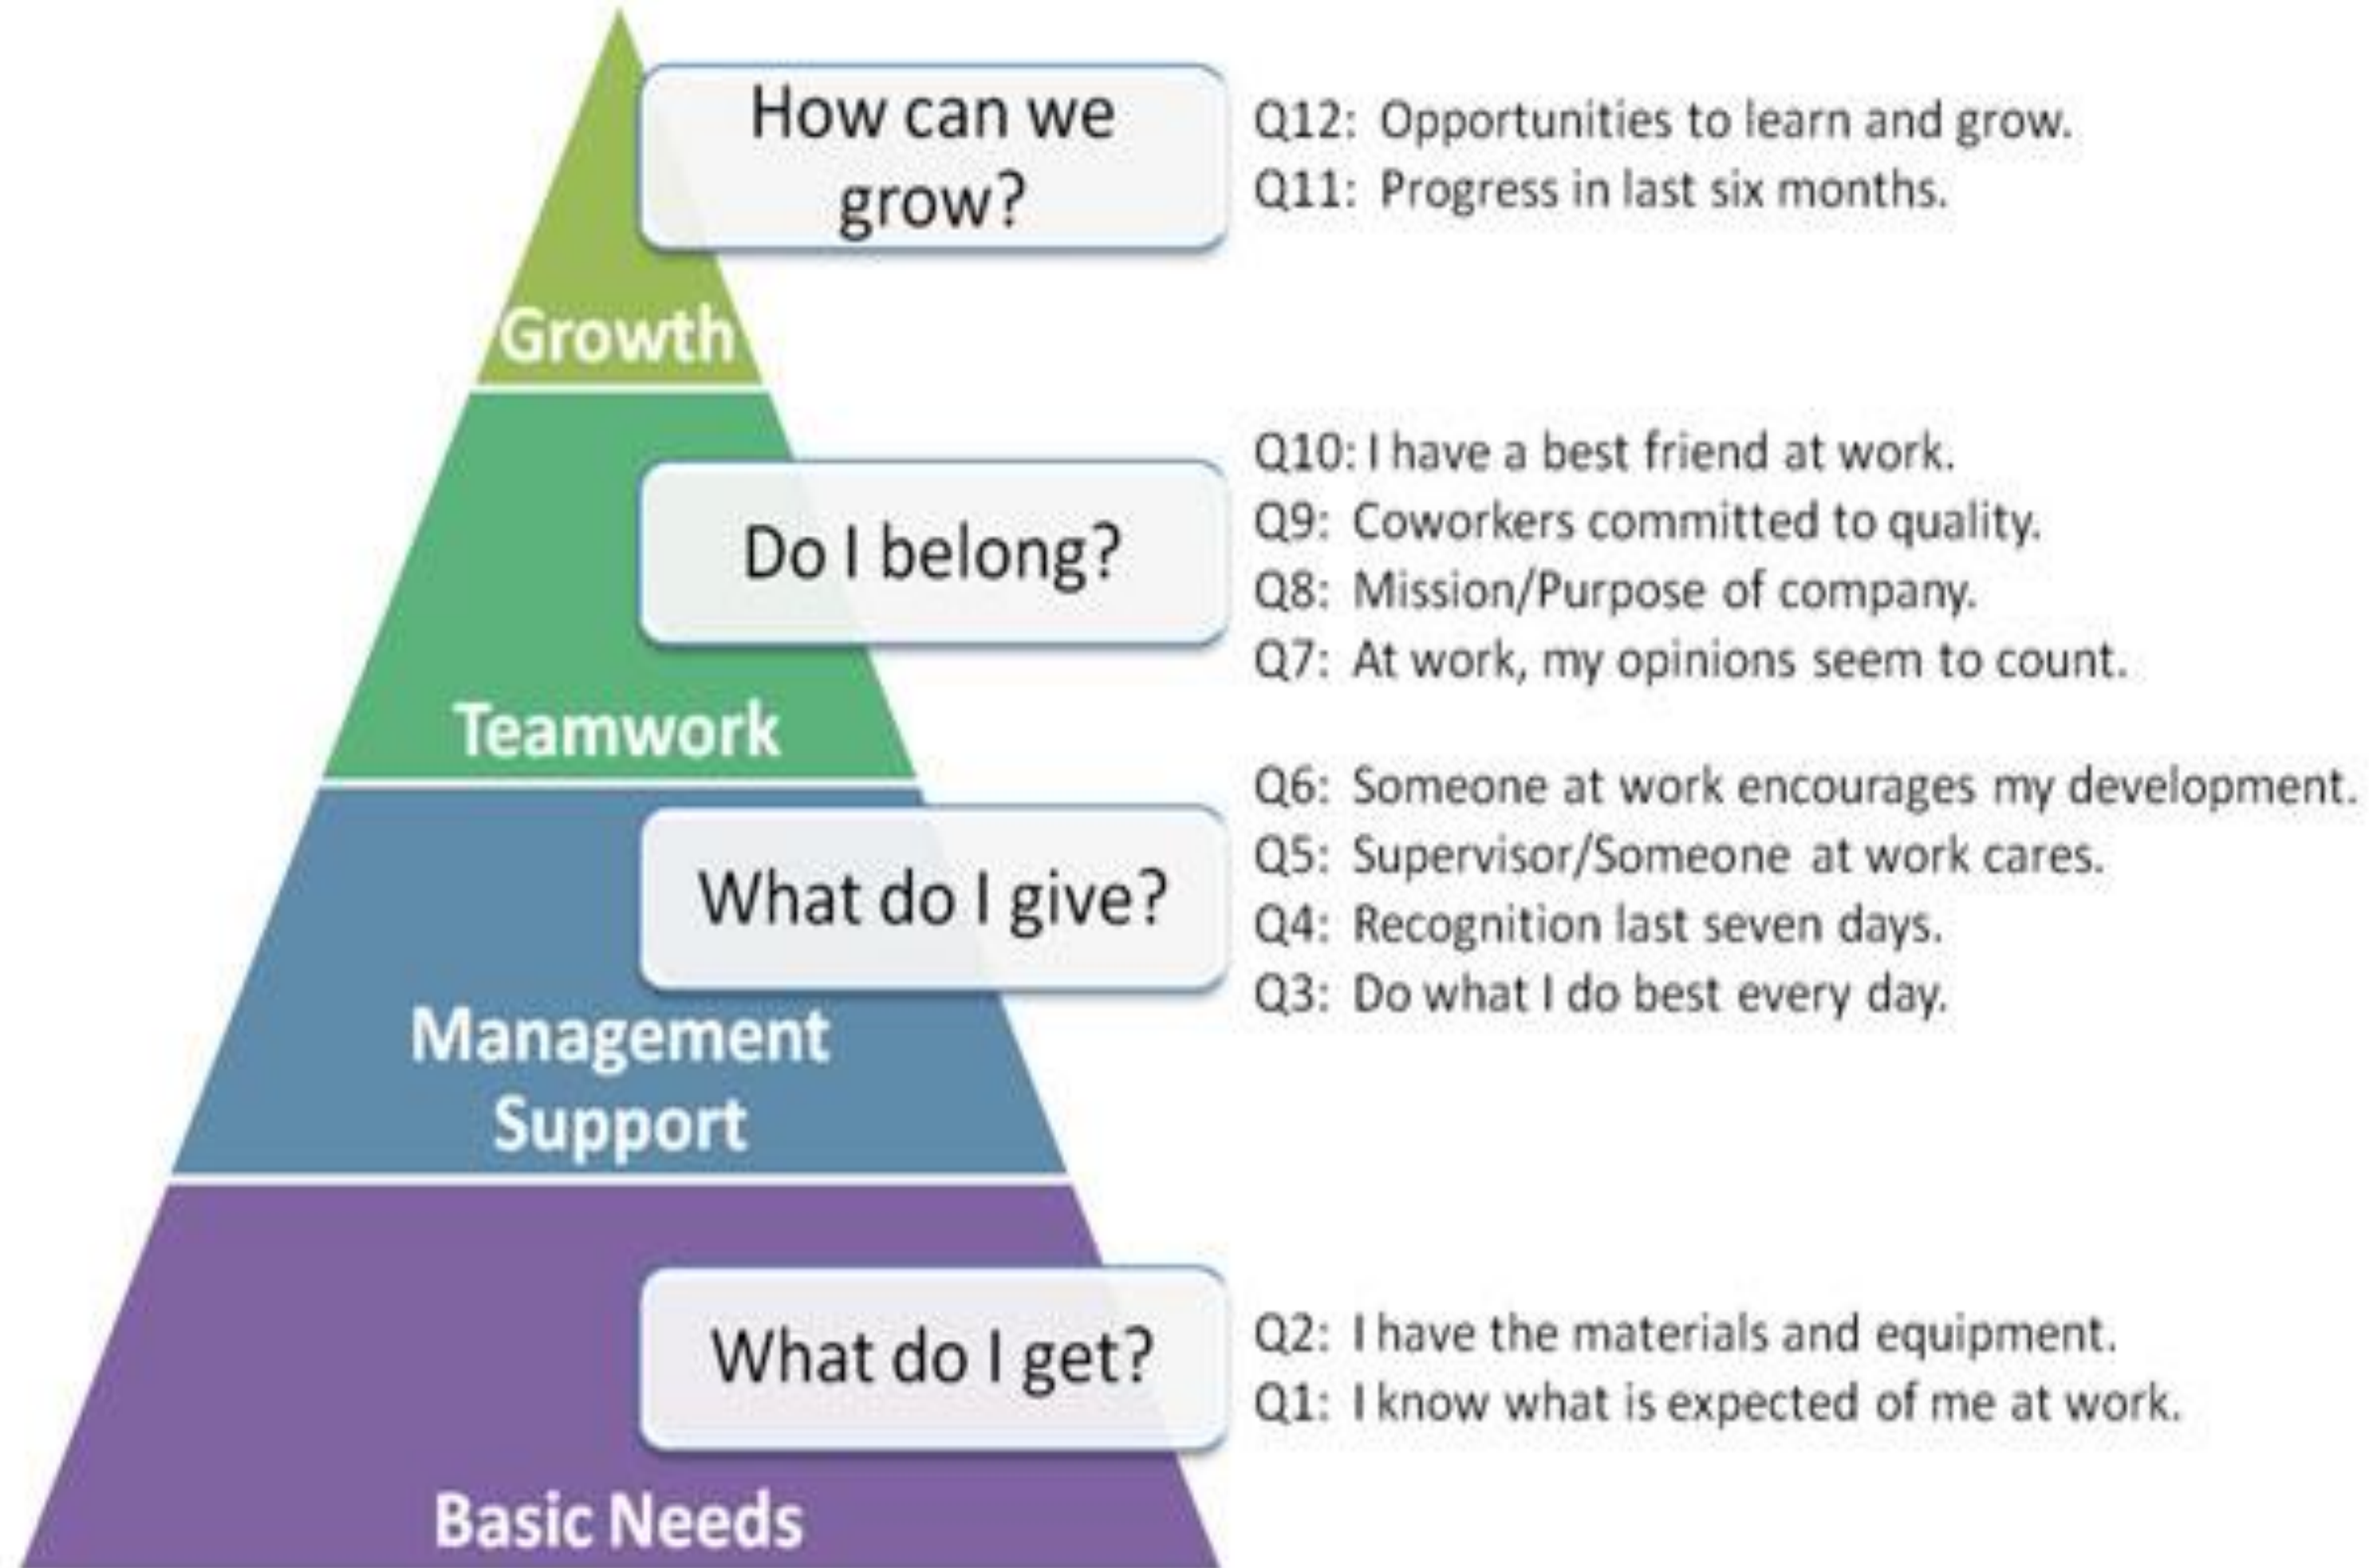 How can we
grow?
Q12: Opportunities to learn and grow.
Q11: Progress in last six months.
Growth
Do I belong?
Q10: I have a best friend at work.
Q9: Coworkers committed to quality.
Q8: Mission/Purpose of company.
Q7: At work, my opinions seem to count.
Teamwork
What do I give?
Q6: Someone at work encourages my development.
Q5: Supervisor/Someone at work cares.
Q4: Recognition last seven days.
Q3: Do what I do best every day.
Management
Support
What do I get?
Q2: I have the materials and equipment.
Q1: I know what is expected of me at work.
Basic Needs